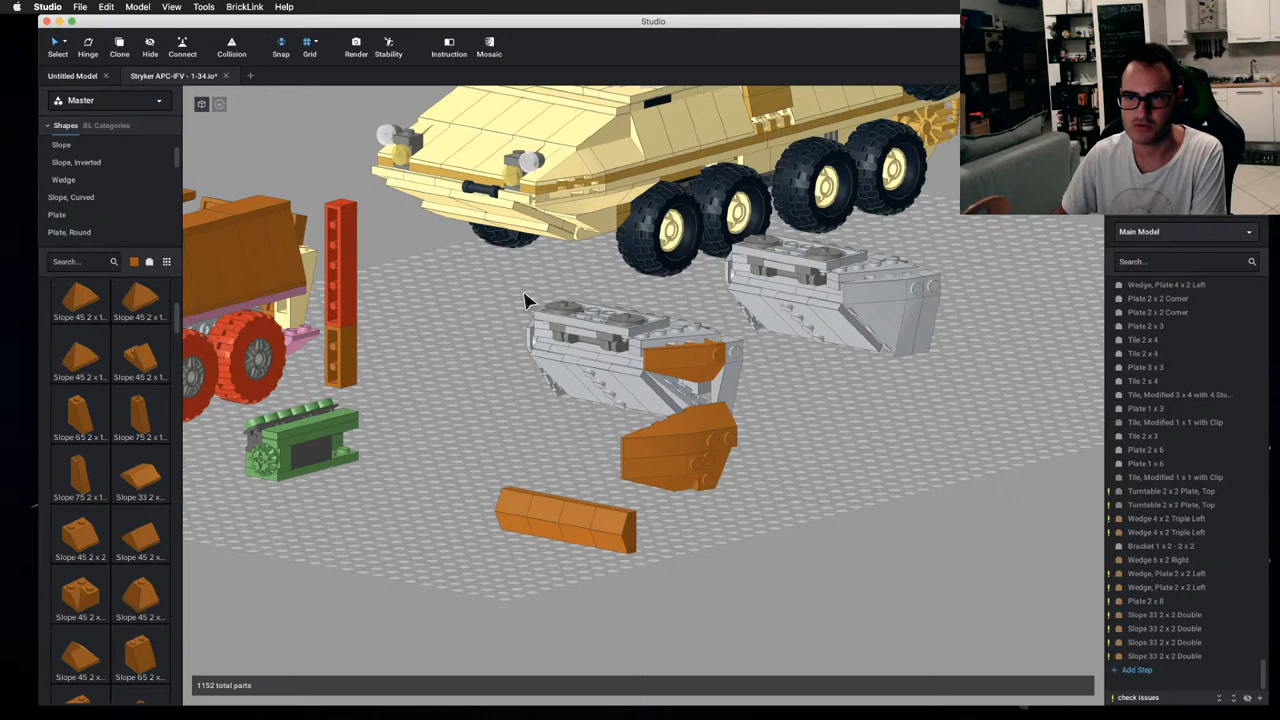 Studio File Edit Model View Tools BrickLink Help
Studio
Select Hinge Clone Hide Connect Collision Snap Grid Render Stability Instruction Mosaic
Untitled Model Stryker APC-IFV - 1-34.io*
Master
Shapes BL Categories
Slope
Slope, Inverted
Wedge
Slope, Curved
Plate
Plate, Round
Search...
Slope 45 2 x 1... Slope 45 2 x...
Slope 45 2 x 1... Slope 45 2 x 1...
Slope 65 2 x 1... Slope 75 2 x 1...
Slope 75 2 x 1... Slope 33 2 x...
Slope 45 2 x 2 Slope 45 2 x...
Slope 45 2 x... Slope 45 2 x...
Slope 45 2 x... Slope 65 2 x...
1152 total parts
Main Model
Search...
Wedge, Plate 4 x 2 Left
Plate 2 x 2 Corner
Plate 2 x 2 Corner
Plate 2 x 3
Tile 2 x 4
Tile 2 x 4
Plate 3 x 3
Tile 2 x 4
Tile, Modified 3 x 4 with 4 Stu...
Plate 1 x 3
Tile, Modified 1 x 1 with Clip
Tile 2 x 3
Plate 2 x 6
Plate 1 x 6
Tile, Modified 1 x 1 with Clip
Turntable 2 x 2 Plate, Top
Turntable 2 x 2 Plate, Top
Wedge 4 x 2 Triple Left
Wedge 4 x 2 Triple Left
Bracket 1 x 2 - 2 x 2
Wedge 6 x 2 Right
Wedge, Plate 2 x 2 Left
Wedge, Plate 2 x 2 Left
Plate 2 x 8
Slope 33 2 x 2 Double
Slope 33 2 x 2 Double
Slope 33 2 x 2 Double
Slope 33 2 x 2 Double
+ Add Step
! check issues